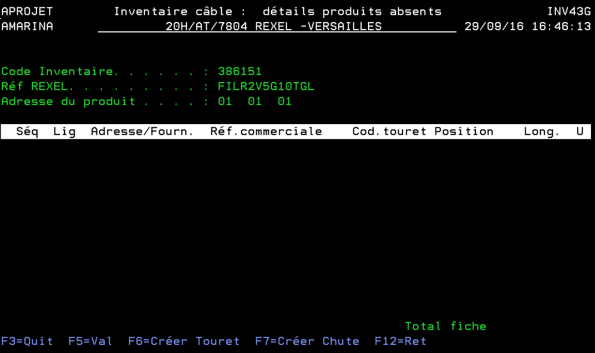 APROJET Inventaire câble : détails produits absents INV43G
AMARINA 20H/AT/7804 REXEL -VERSAILLES 29/09/16 16:46:13
Code Inventaire. . . . . . : 386151
Réf REXEL. . . . . . . . . : FILR2V5G10TGL
Adresse du produit . . . . : 01 01 01
Séq Lig Adresse/Fourn. Réf.commerciale Cod.touret Position Long. U
Total fiche
F3=Quit F5=Val F6=Créer Touret F7=Créer Chute F12=Ret